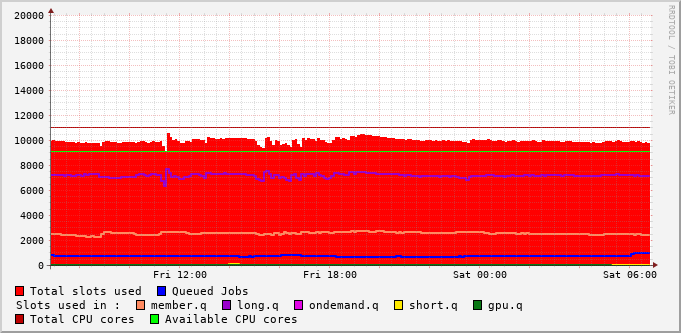 20000
18000
16000
14000
12000
10000
8000
6000
4000
2000
0
Fri 12:00 Fri 18:00 Sat 00:00 Sat 06:00
RRDTOOL / TOBI OETIKER
Total slots used Queued Jobs
Slots used in : member.q long.q ondemand.q short.q gpu.q
Total CPU cores Available CPU cores